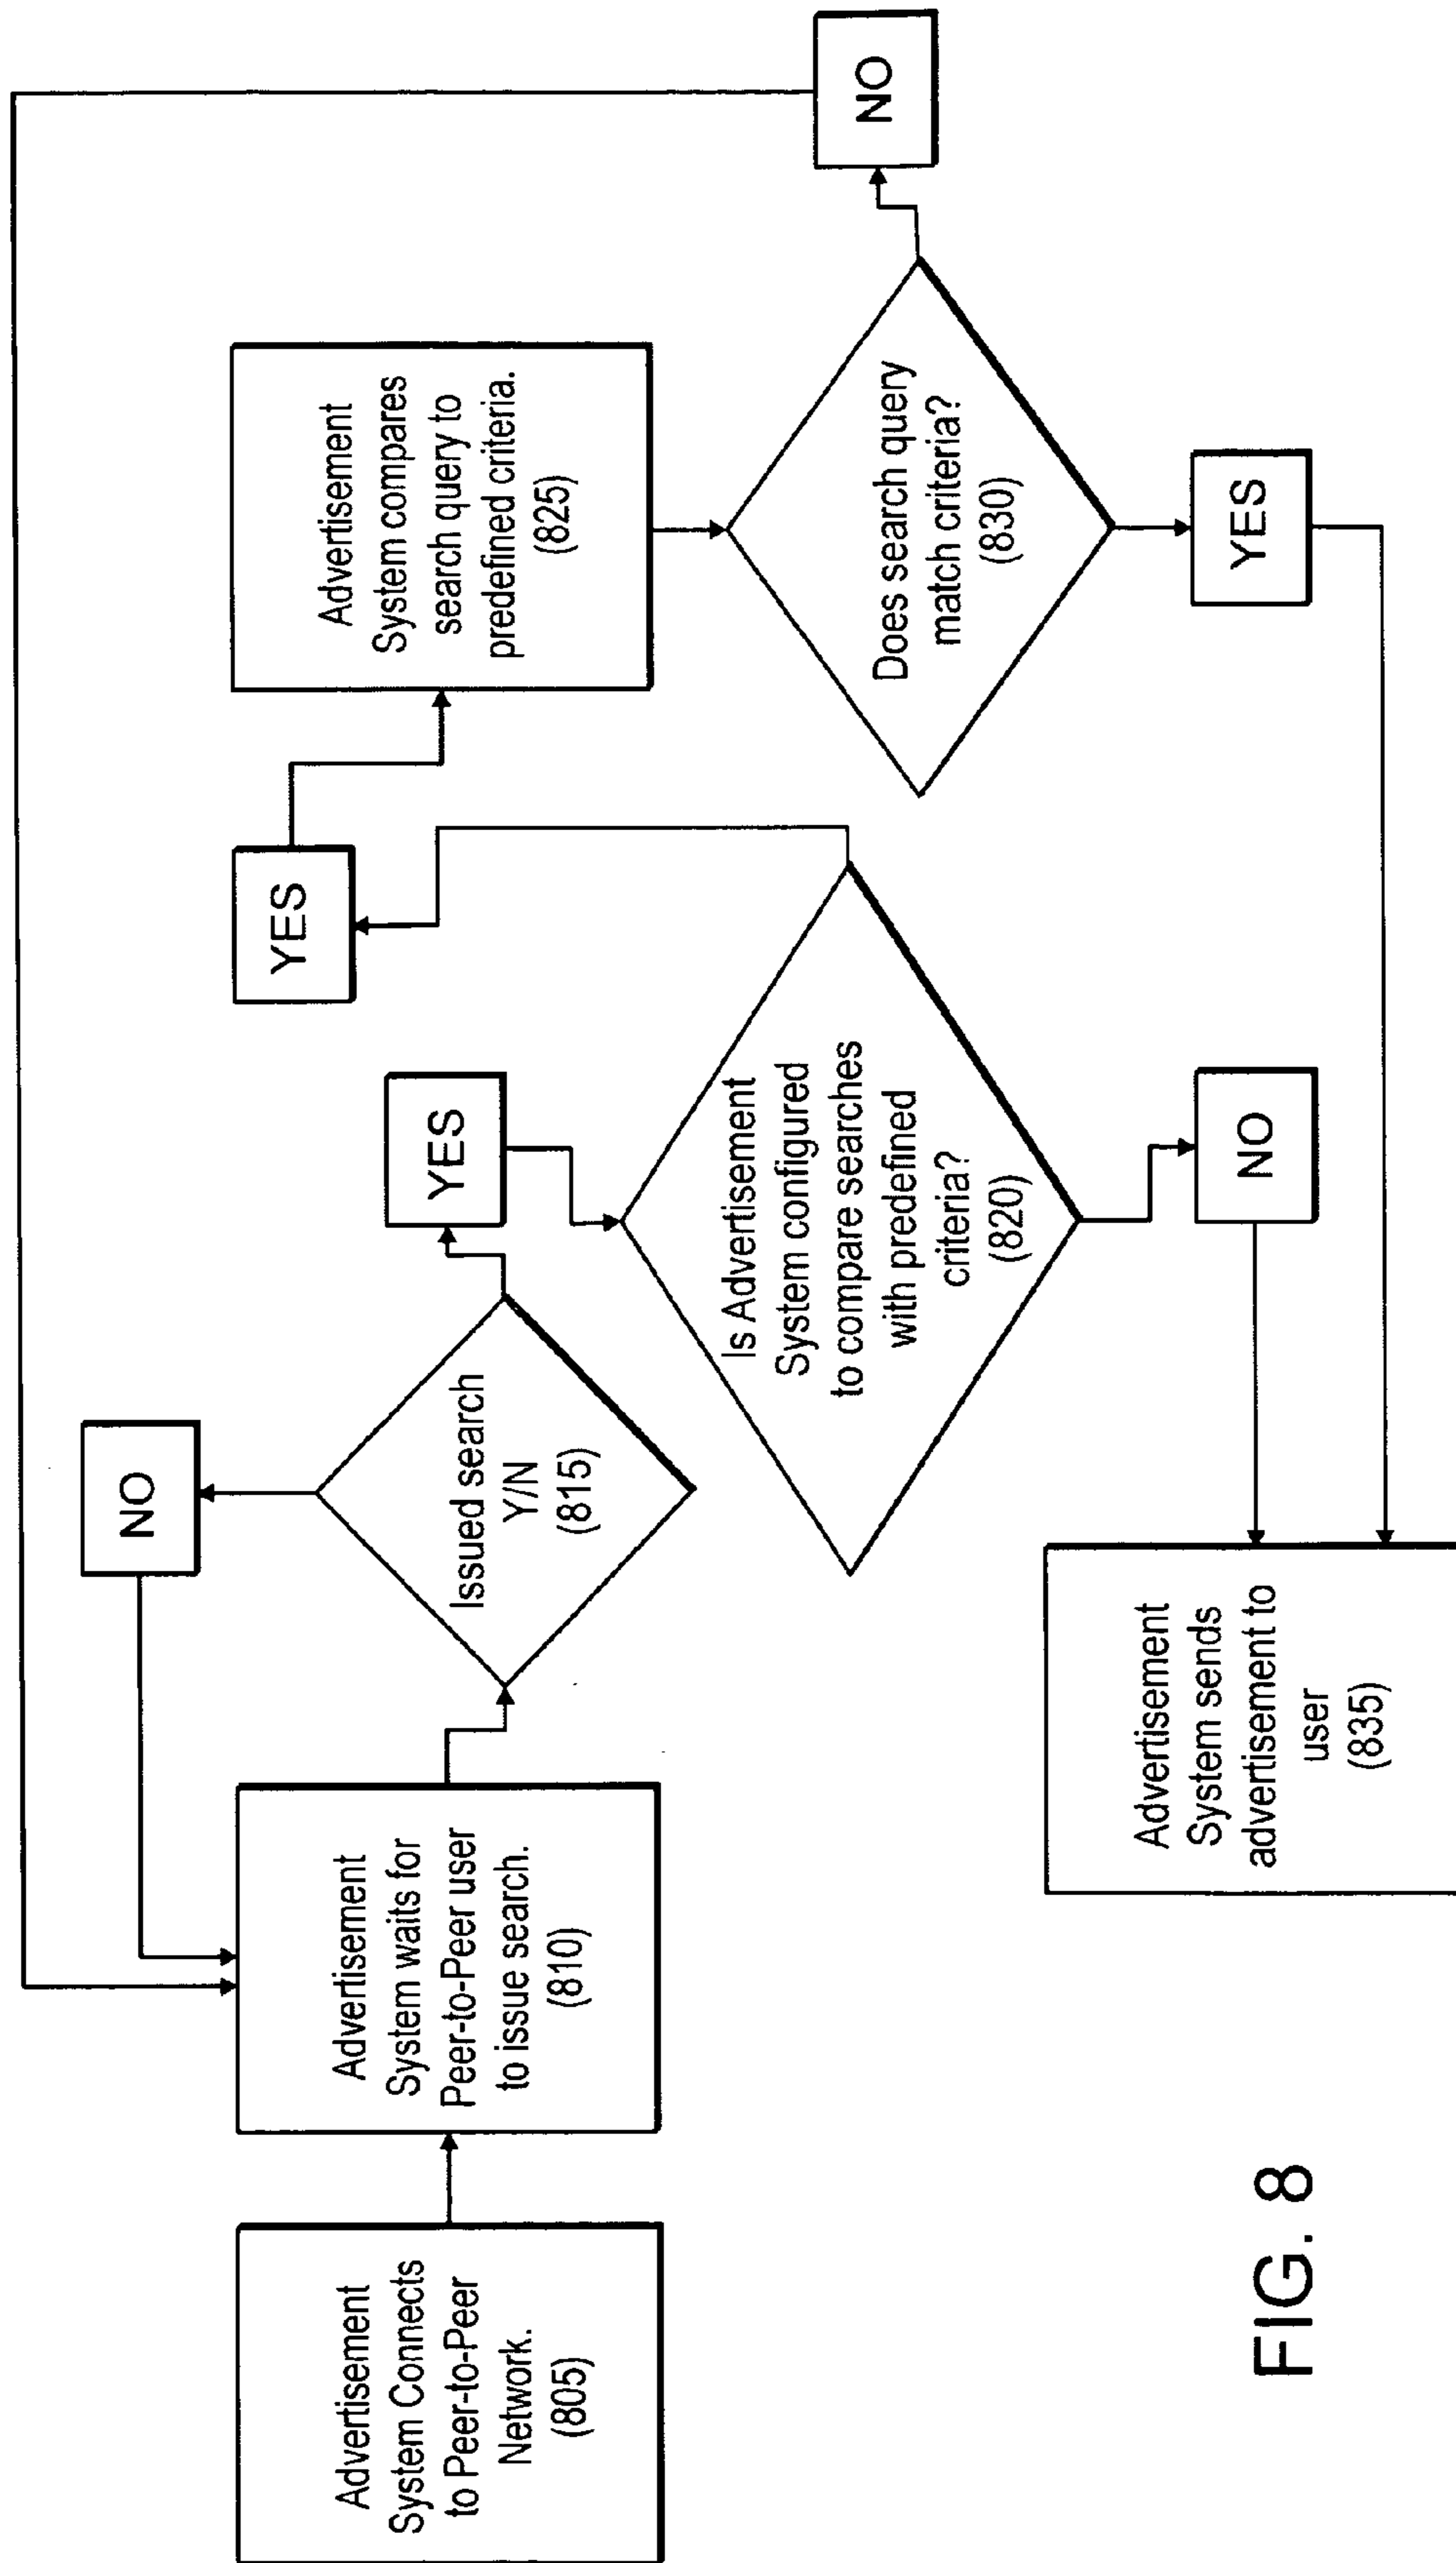 Advertisement
System Connects
to Peer-to-Peer
Network.
(805)
Advertisement
System waits for
Peer-to-Peer user
to issue search.
(810)
NO
Issued search
Y/N
(815)
YES
Is Advertisement
System configured
to compare searches
with predefined
criteria?
(820)
YES
NO
Advertisement
System compares
search query to
predefined criteria.
(825)
Does search query
match criteria?
(830)
NO
YES
Advertisement
System sends
advertisement to
user
(835)
FIG. 8